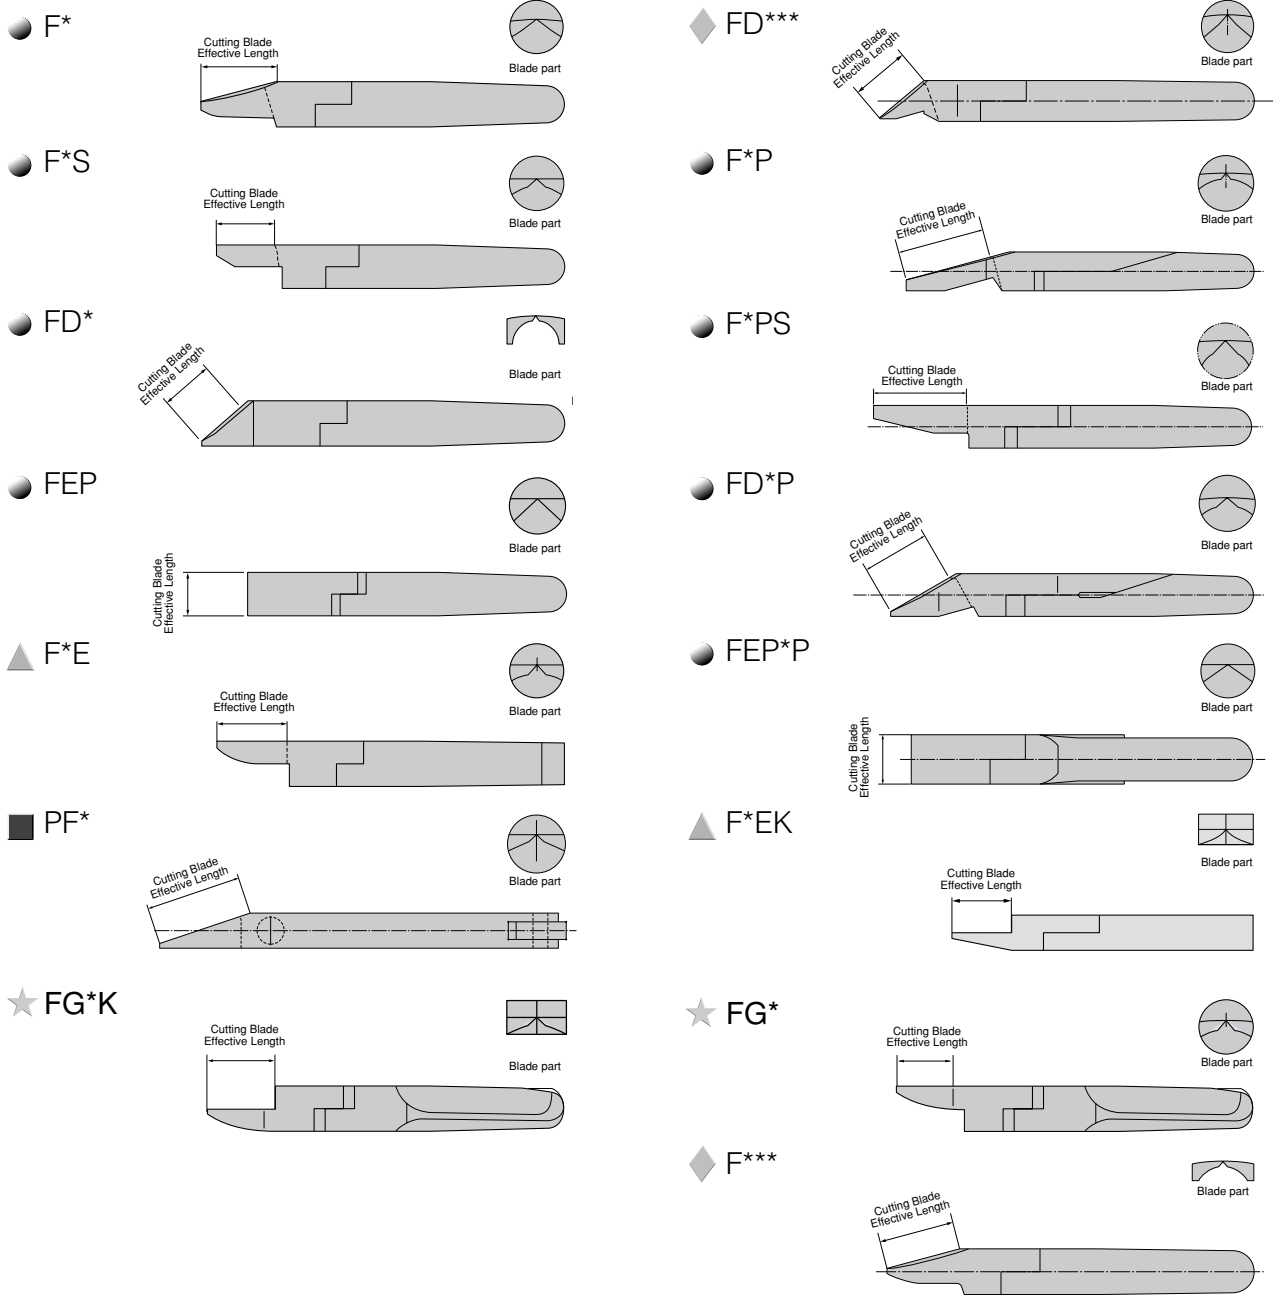 F*
Cutting Blade
Effective Length
Blade part
F*S
Cutting Blade
Effective Length
Blade part
FD*
Cutting Blade
Effective Length
Blade part
FEP
Cutting Blade
Effective Length
Blade part
F*E
Cutting Blade
Effective Length
Blade part
PF*
Cutting Blade
Effective Length
Blade part
FG*K
Cutting Blade
Effective Length
Blade part
FD***
Cutting Blade
Effective Length
Blade part
F*P
Cutting Blade
Effective Length
Blade part
F*PS
Cutting Blade
Effective Length
Blade part
FD*P
Cutting Blade
Effective Length
Blade part
FEP*P
Cutting Blade
Effective Length
Blade part
F*EK
Cutting Blade
Effective Length
Blade part
FG*
Cutting Blade
Effective Length
Blade part
F***
Cutting Blade
Effective Length
Blade part